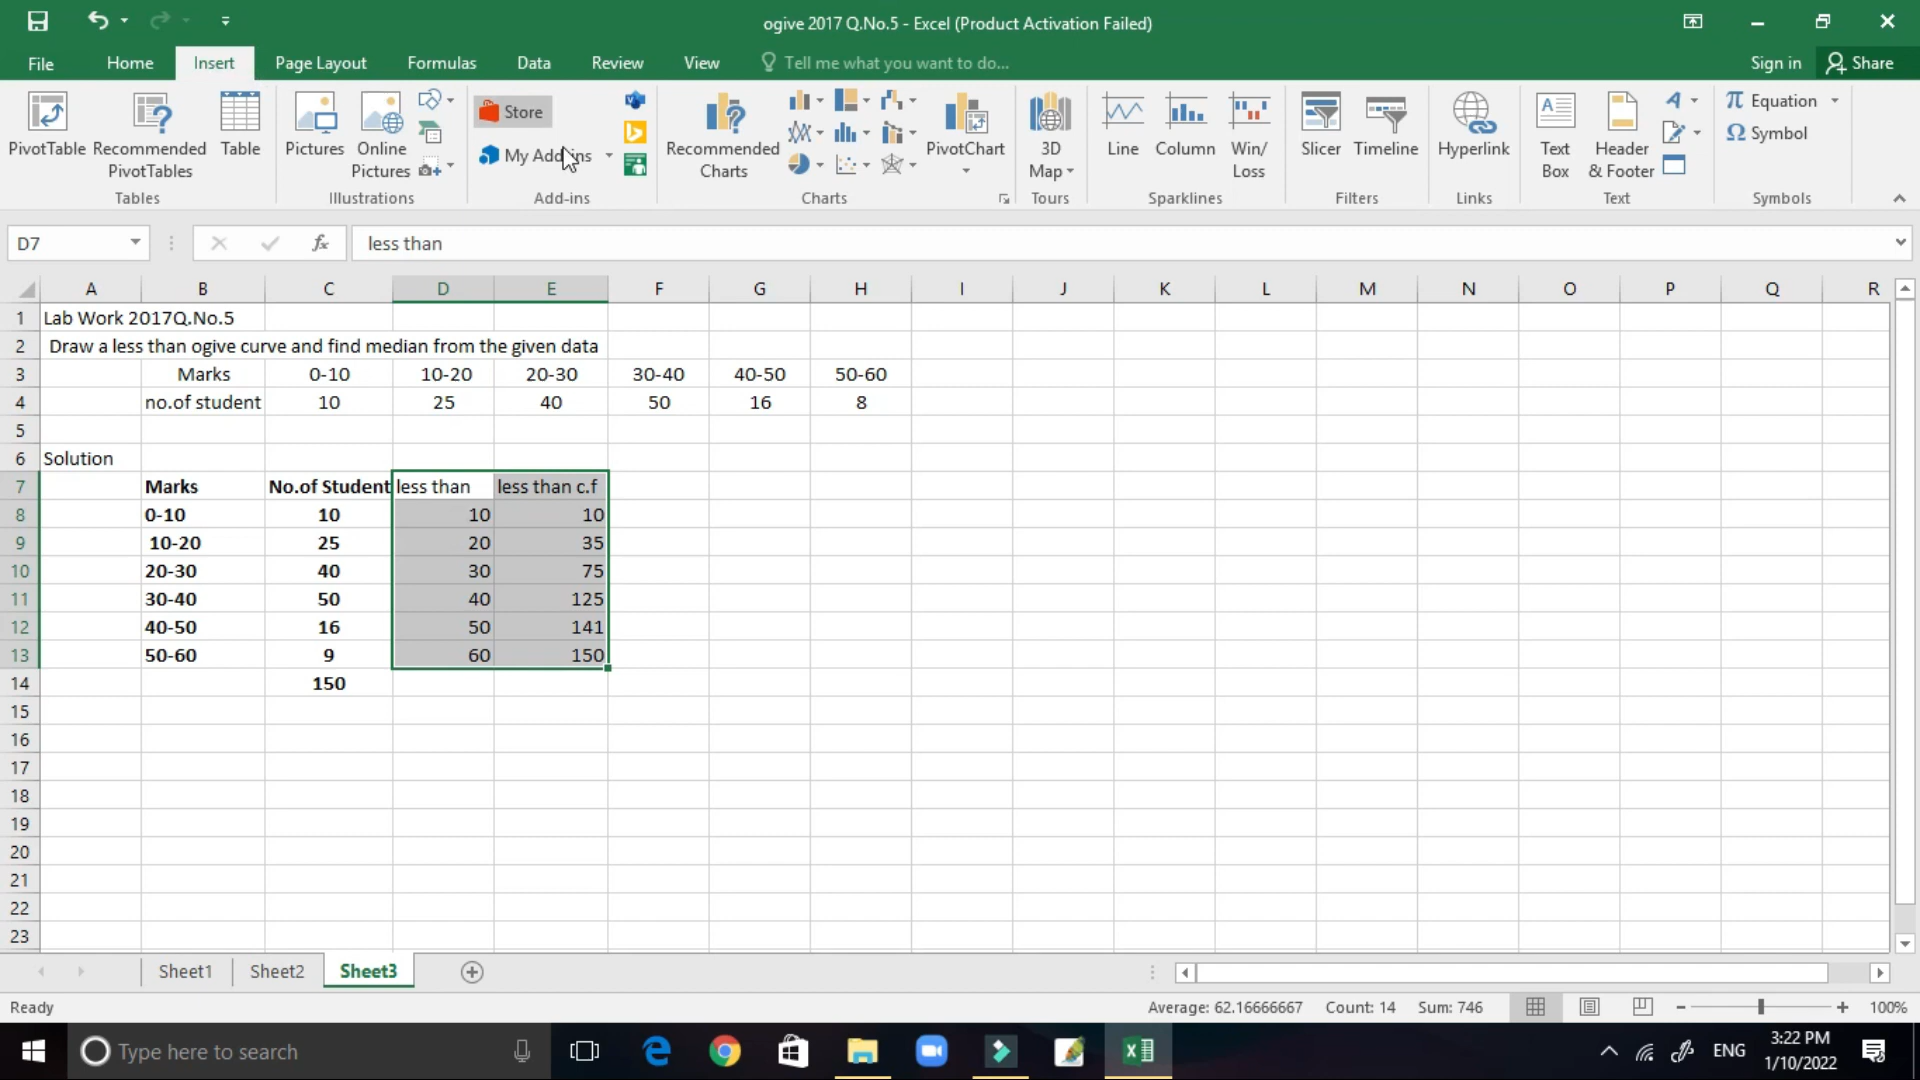 ogive 2017 Q.No.5 - Excel (Product Activation Failed)
File Home Insert Page Layout Formulas Data Review View Tell me what you want to do... Sign in Share
PivotTable Recommended PivotTables Table
Tables
Pictures Online Pictures
Illustrations
Store
My Add-ins
Add-ins
Recommended Charts
PivotChart
Charts
3D Map
Tours
Line Column Win/ Loss
Sparklines
Slicer Timeline
Filters
Hyperlink
Links
Text Box Header & Footer
Text
Equation
Symbol
Symbols
D7 fx less than
A B C D E F G H I J K L M N O P Q R
1 Lab Work 2017Q.No.5
2 Draw a less than ogive curve and find median from the given data
3 Marks 0-10 10-20 20-30 30-40 40-50 50-60
4 no.of student 10 25 40 50 16 8
5
6 Solution
7 Marks No.of Student less than less than c.f
8 0-10 10 10 10
9 10-20 25 20 35
10 20-30 40 30 75
11 30-40 50 40 125
12 40-50 16 50 141
13 50-60 9 60 150
14 150
15
16
17
18
19
20
21
22
23
Sheet1 Sheet2 Sheet3
Ready Average: 62.16666667 Count: 14 Sum: 746 100%
Type here to search ENG 3:22 PM
1/10/2022